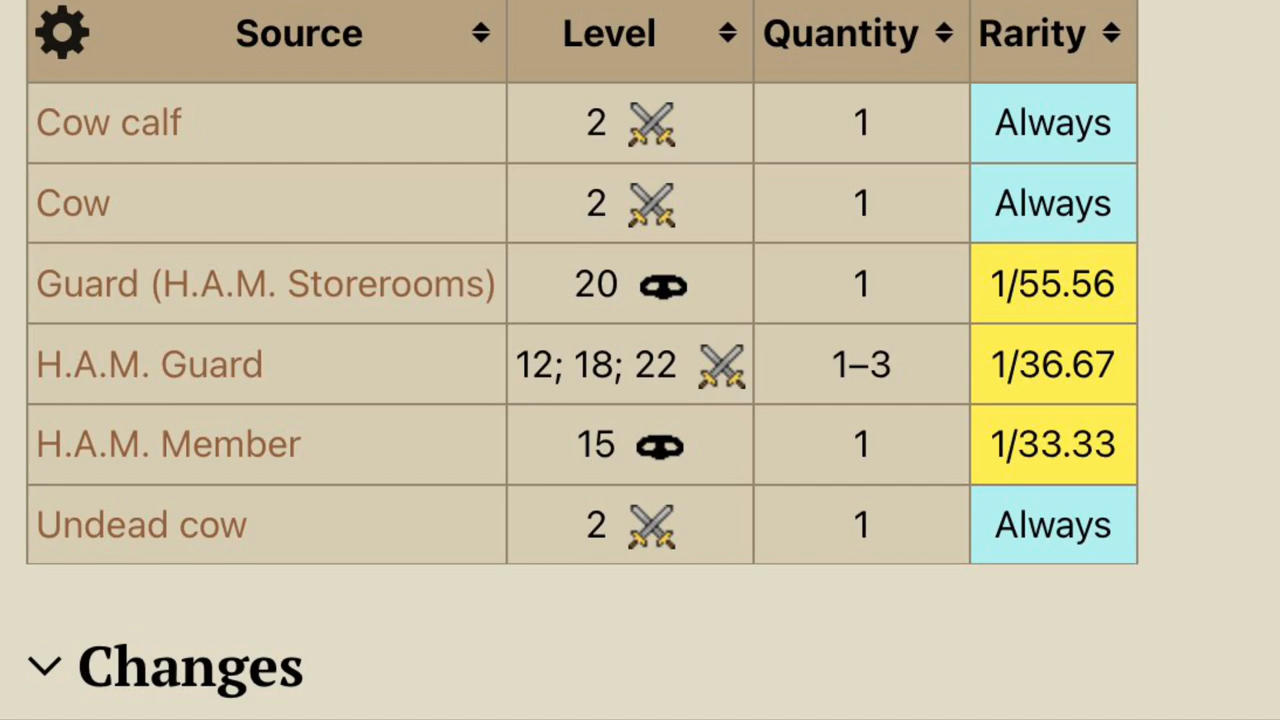 Source Level Quantity Rarity
Cow calf 2 1 Always
Cow 2 1 Always
Guard (H.A.M. Storerooms) 20 1 1/55.56
H.A.M. Guard 12; 18; 22 1–3 1/36.67
H.A.M. Member 15 1 1/33.33
Undead cow 2 1 Always
Changes